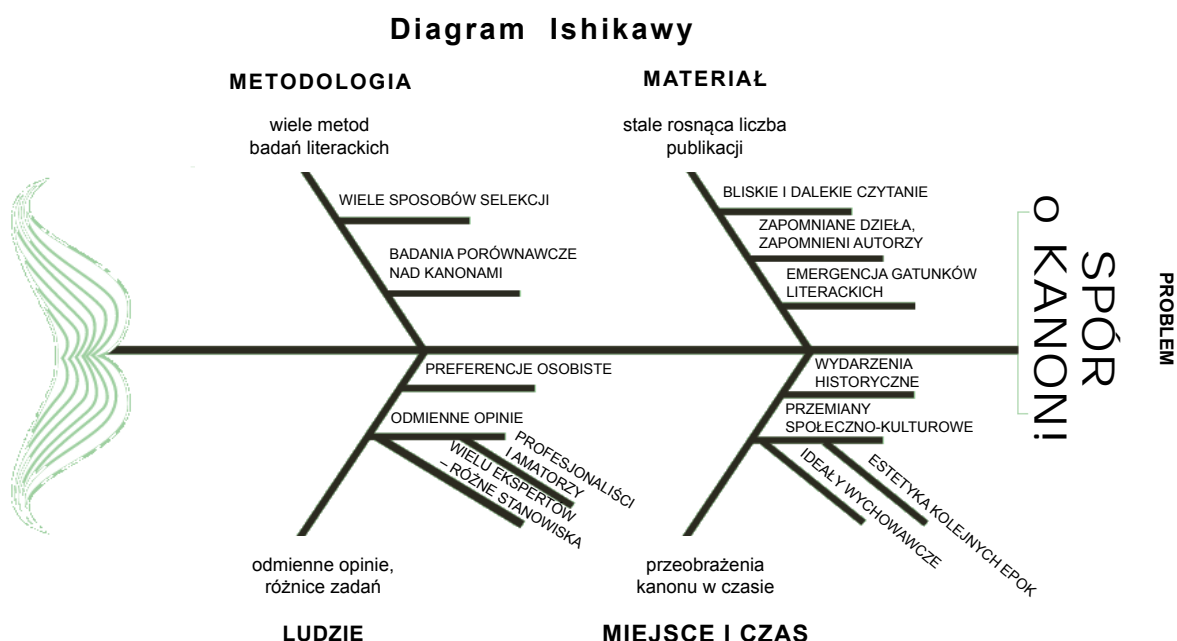 Diagram Ishikawy
METODOLOGIA
wiele metod
badań literackich
WIELE SPOSOBÓW SELEKCJI
BADANIA PORÓWNAWCZE
NAD KANONAMI
MATERIAŁ
stale rosnąca liczba
publikacji
BLISKIE I DALEKIE CZYTANIE
ZAPOMNIANE DZIEŁA,
ZAPOMNIENI AUTORZY
EMERGENCJA GATUNKÓW
LITERACKICH
PREFERENCJE OSOBISTE
ODMIENNE OPINIE
PROFESJONALIŚCI
I AMATORZY
WIELU EKSPERTÓW
– RÓŻNE STANOWISKA
odmienne opinie,
różnice zadań
LUDZIE
WYDARZENIA
HISTORYCZNE
PRZEMIANY
SPOŁECZNO-KULTUROWE
ESTETYKA KOLEJNYCH EPOK
IDEAŁY WYCHOWAWCZE
przeobrażenia
kanonu w czasie
MIEJSCE I CZAS
PROBLEM
SPÓR
O KANON!